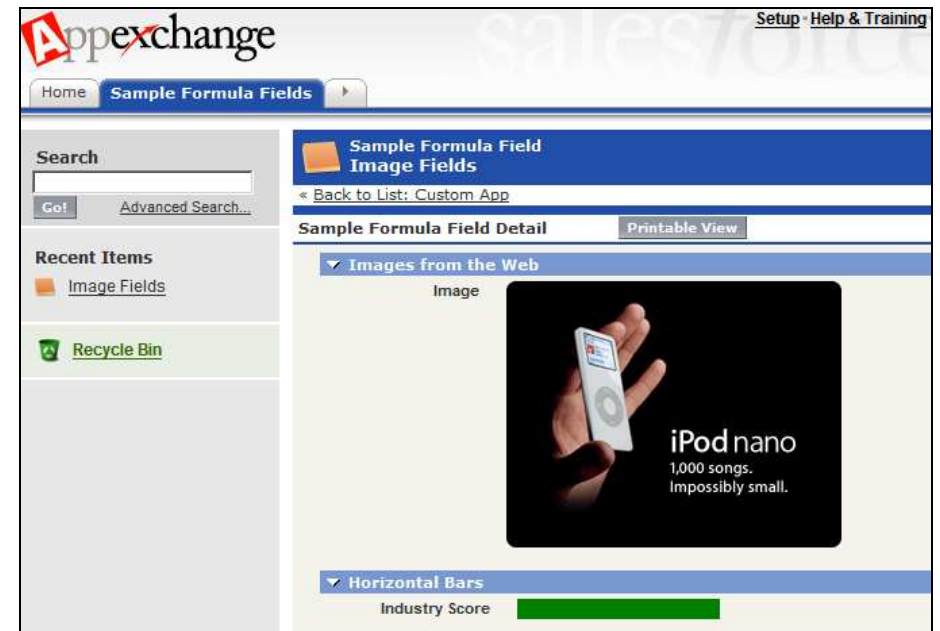 Appexchange
salesforce
Setup · Help & Training
Home Sample Formula Fields
Search
Go! Advanced Search...
Recent Items
Image Fields
Recycle Bin
Sample Formula Field
Image Fields
« Back to List: Custom App
Sample Formula Field Detail Printable View
Images from the Web
Image
iPod nano
1,000 songs.
Impossibly small.
Horizontal Bars
Industry Score